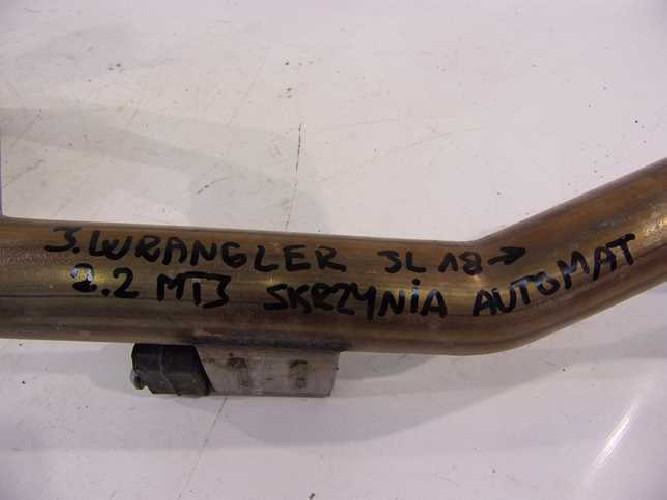 J.WRANGLER JL 18→
2.2 MTJ SKRZYNIA AUTOMAT